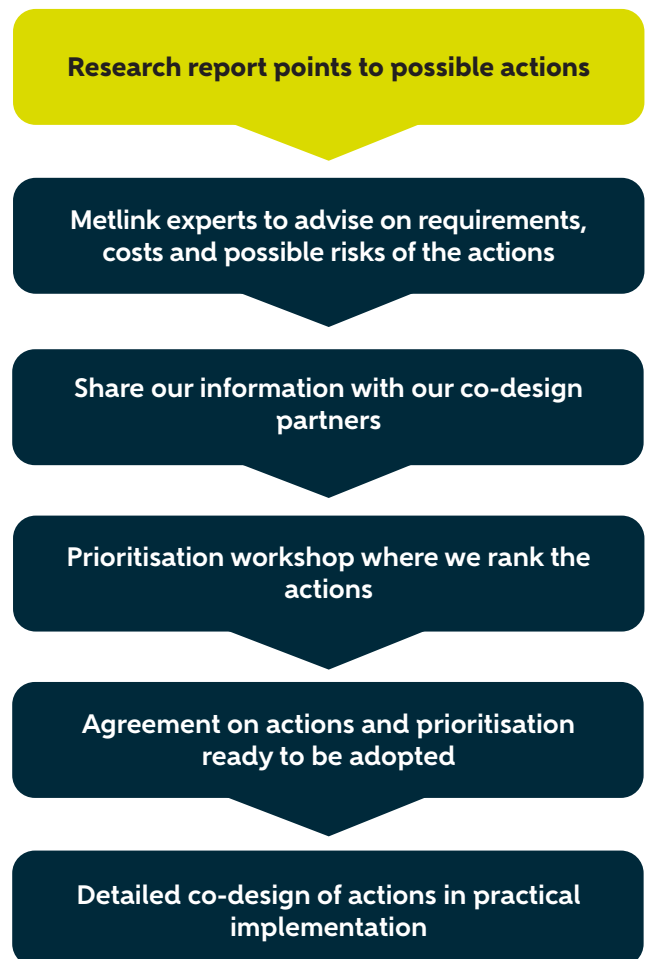 Research report points to possible actions
Metlink experts to advise on requirements,
costs and possible risks of the actions
Share our information with our co-design
partners
Prioritisation workshop where we rank the
actions
Agreement on actions and prioritisation
ready to be adopted
Detailed co-design of actions in practical
implementation